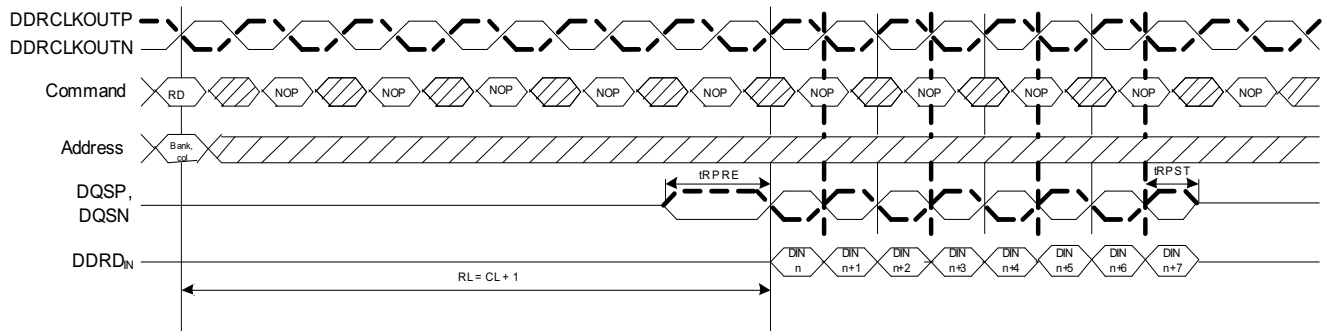 DDRCLKOUTP
DDRCLKOUTN
Command RD NOP NOP NOP NOP NOP NOP NOP NOP NOP NOP
Address Bank, col
tRPRE tRPST
DQSP,
DQSN
DDRDIN DIN n DIN n+1 DIN n+2 DIN n+3 DIN n+4 DIN n+5 DIN n+6 DIN n+7
RL = CL + 1